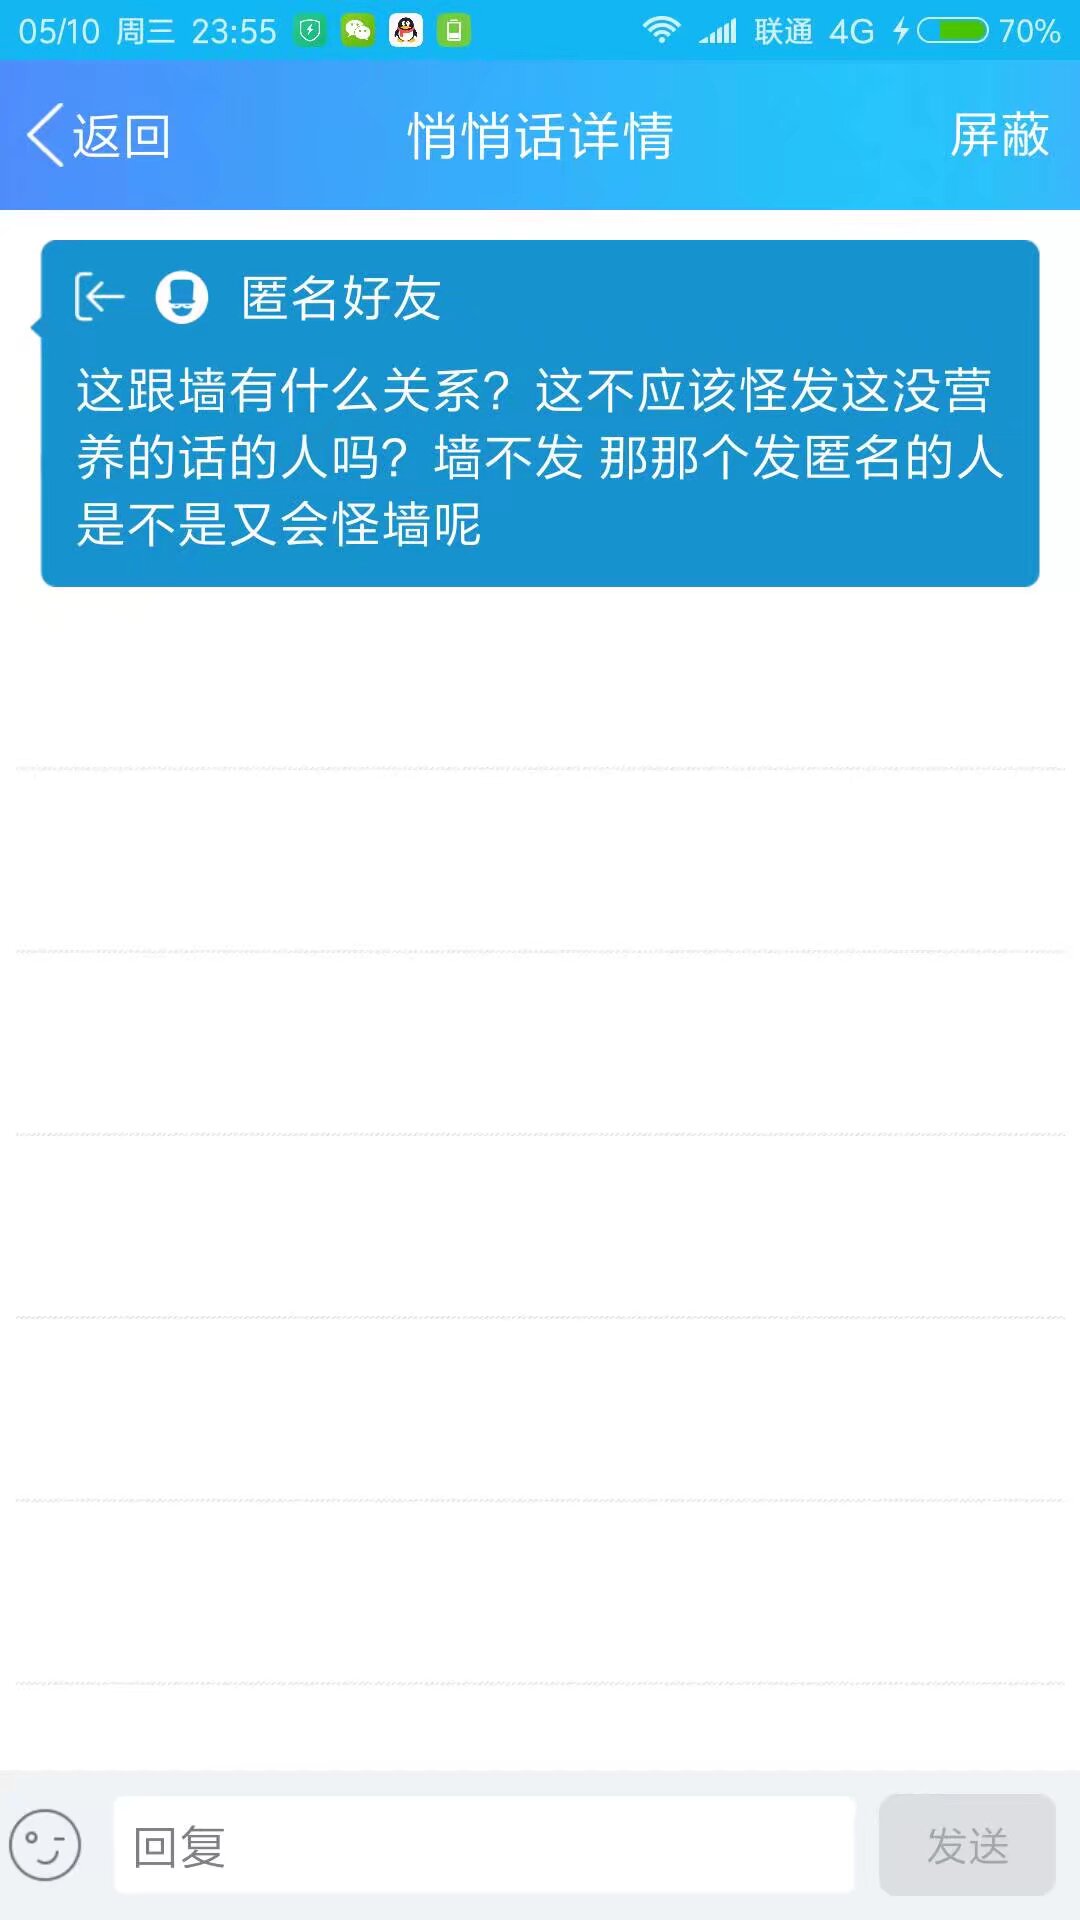 05/10 周三 23:55 联通 4G 70%
返回 悄悄话详情 屏蔽
匿名好友
这跟墙有什么关系？这不应该怪发这没营
养的话的人吗？墙不发 那那个发匿名的人
是不是又会怪墙呢
回复 发送